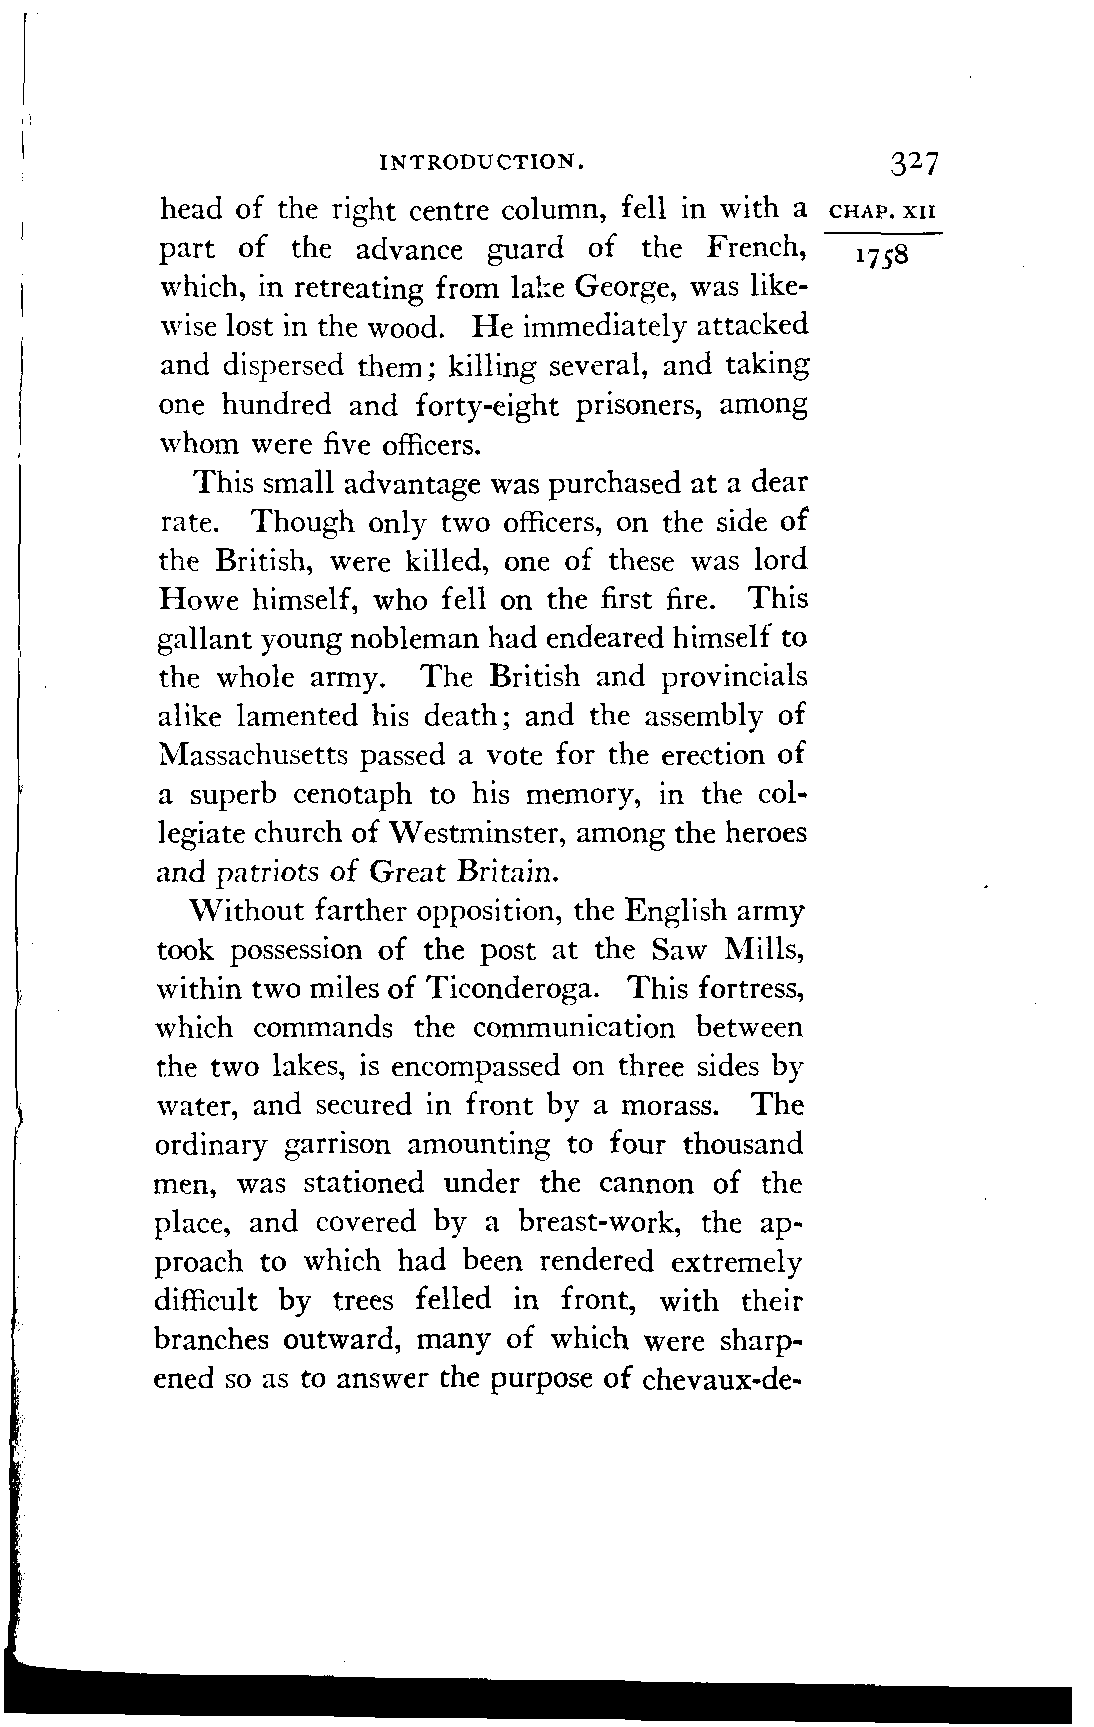 INTRODUCTION. 327
head of the right centre column, fell in with a CHAP. XII
part of the advance guard of the French, 1758
which, in retreating from lake George, was like-
wise lost in the wood. He immediately attacked
and dispersed them; killing several, and taking
one hundred and forty-eight prisoners, among
whom were five officers.
This small advantage was purchased at a dear
rate. Though only two officers, on the side of
the British, were killed, one of these was lord
Howe himself, who fell on the first fire. This
gallant young nobleman had endeared himself to
the whole army. The British and provincials
alike lamented his death; and the assembly of
Massachusetts passed a vote for the erection of
a superb cenotaph to his memory, in the col-
legiate church of Westminster, among the heroes
and patriots of Great Britain.
Without farther opposition, the English army
took possession of the post at the Saw Mills,
within two miles of Ticonderoga. This fortress,
which commands the communication between
the two lakes, is encompassed on three sides by
water, and secured in front by a morass. The
ordinary garrison amounting to four thousand
men, was stationed under the cannon of the
place, and covered by a breast-work, the ap-
proach to which had been rendered extremely
difficult by trees felled in front, with their
branches outward, many of which were sharp-
ened so as to answer the purpose of chevaux-de-